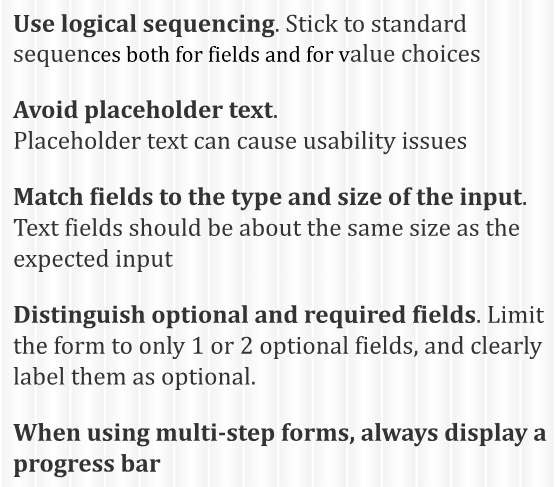 Use logical sequencing. Stick to standard
sequences both for fields and for value choices
Avoid placeholder text.
Placeholder text can cause usability issues
Match fields to the type and size of the input.
Text fields should be about the same size as the
expected input
Distinguish optional and required fields. Limit
the form to only 1 or 2 optional fields, and clearly
label them as optional.
When using multi-step forms, always display a
progress bar